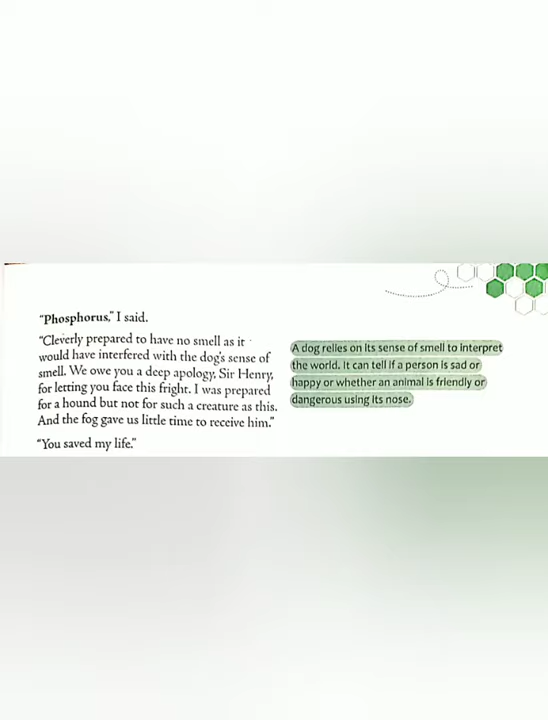 “Phosphorus,” I said.
“Cleverly prepared to have no smell as it
would have interfered with the dog’s sense of
smell. We owe you a deep apology, Sir Henry,
for letting you face this fright. I was prepared
for a hound but not for such a creature as this.
And the fog gave us little time to receive him.”
“You saved my life.”
A dog relies on its sense of smell to interpret
the world. It can tell if a person is sad or
happy or whether an animal is friendly or
dangerous using its nose.